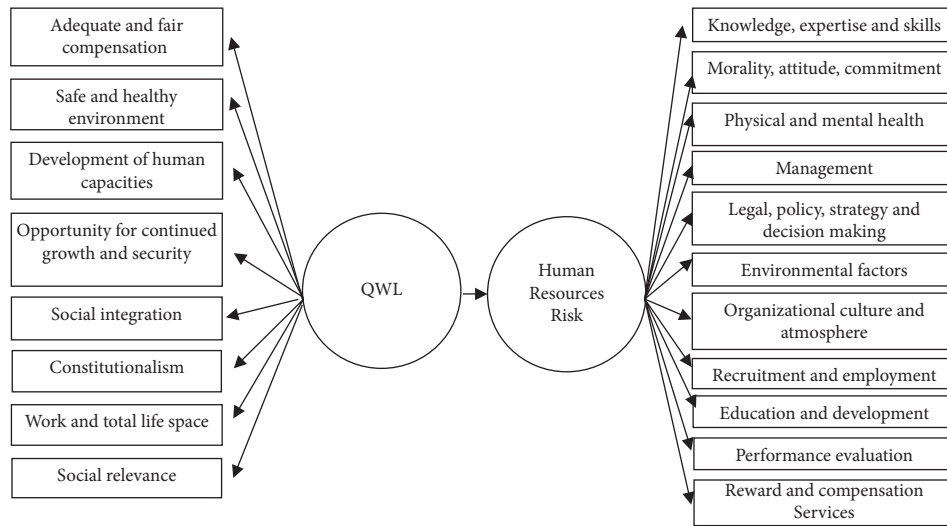 Adequate and fair
compensation
Safe and healthy
environment
Development of human
capacities
Opportunity for continued
growth and security
Social integration
Constitutionalism
Work and total life space
Social relevance
QWL
Human
Resources
Risk
Knowledge, expertise and skills
Morality, attitude, commitment
Physical and mental health
Management
Legal, policy, strategy and
decision making
Environmental factors
Organizational culture and
atmosphere
Recruitment and employment
Education and development
Performance evaluation
Reward and compensation
Services